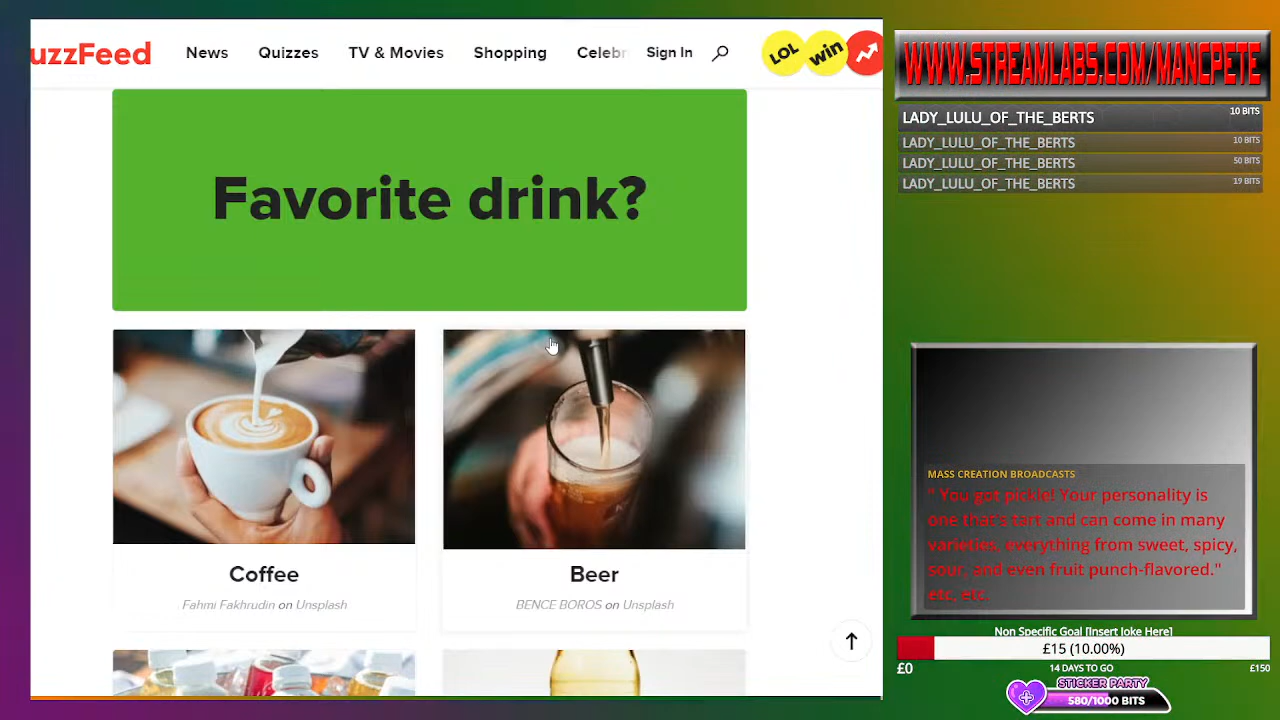 uzzFeed
News
Quizzes
TV & Movies
Shopping
Celebr
Sign In
LOL
win
Favorite drink?
Coffee
Fahmi Fakhrudin on Unsplash
Beer
BENCE BOROS on Unsplash
WWW.STREAMLABS.COM/MANCPETE
LADY_LULU_OF_THE_BERTS 10 BITS
LADY_LULU_OF_THE_BERTS 10 BITS
LADY_LULU_OF_THE_BERTS 50 BITS
LADY_LULU_OF_THE_BERTS 19 BITS
MASS CREATION BROADCASTS
" You got pickle! Your personality is
one that's tart and can come in many
varieties, everything from sweet, spicy,
sour, and even fruit punch-flavored."
etc, etc.
Non Specific Goal [Insert Joke Here]
£15 (10.00%)
£0
14 DAYS TO GO
£150
STICKER PARTY
580/1000 BITS